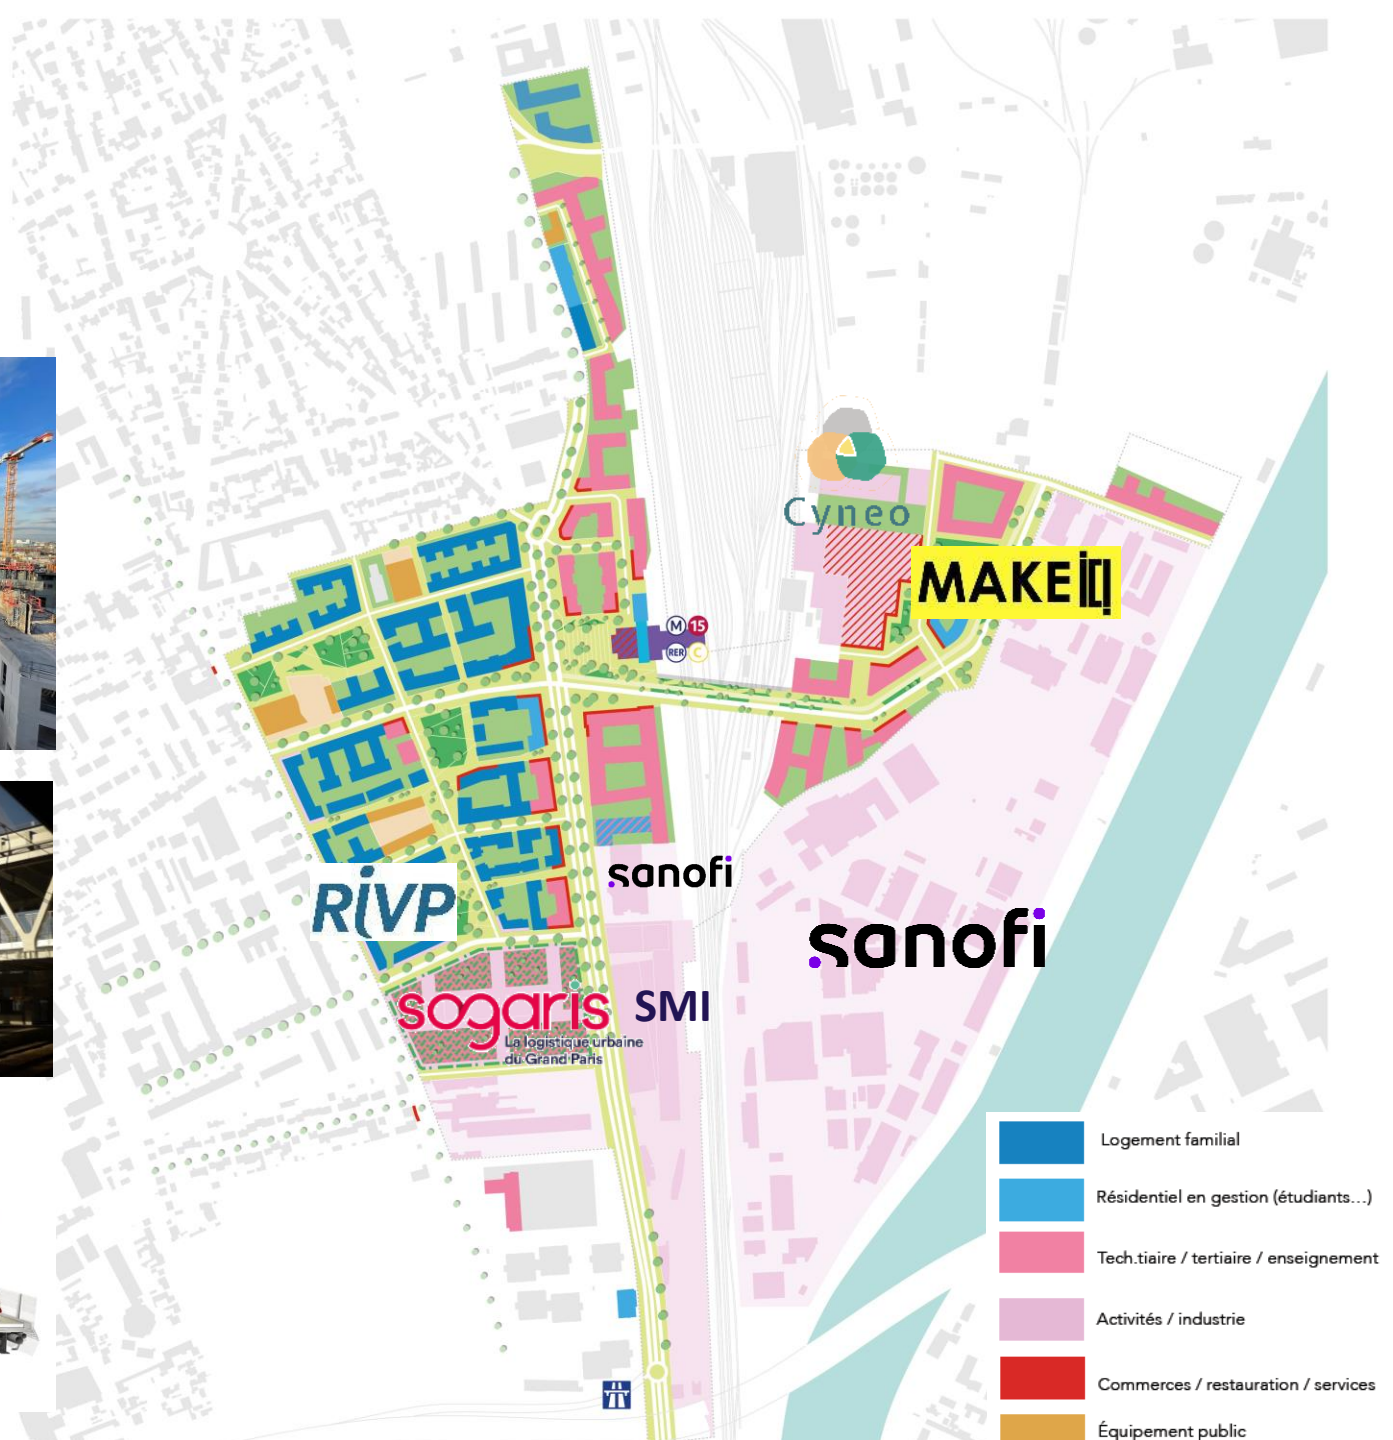 Cyneo
MAKE ICI
M 15
RER C
sanofi
RIVP
sanofi
sogaris
La logistique urbaine
du Grand Paris
SMI
Logement familial
Résidentiel en gestion (étudiants...)
Tech.tiaire / tertiaire / enseignement
Activités / industrie
Commerces / restauration / services
Équipement public